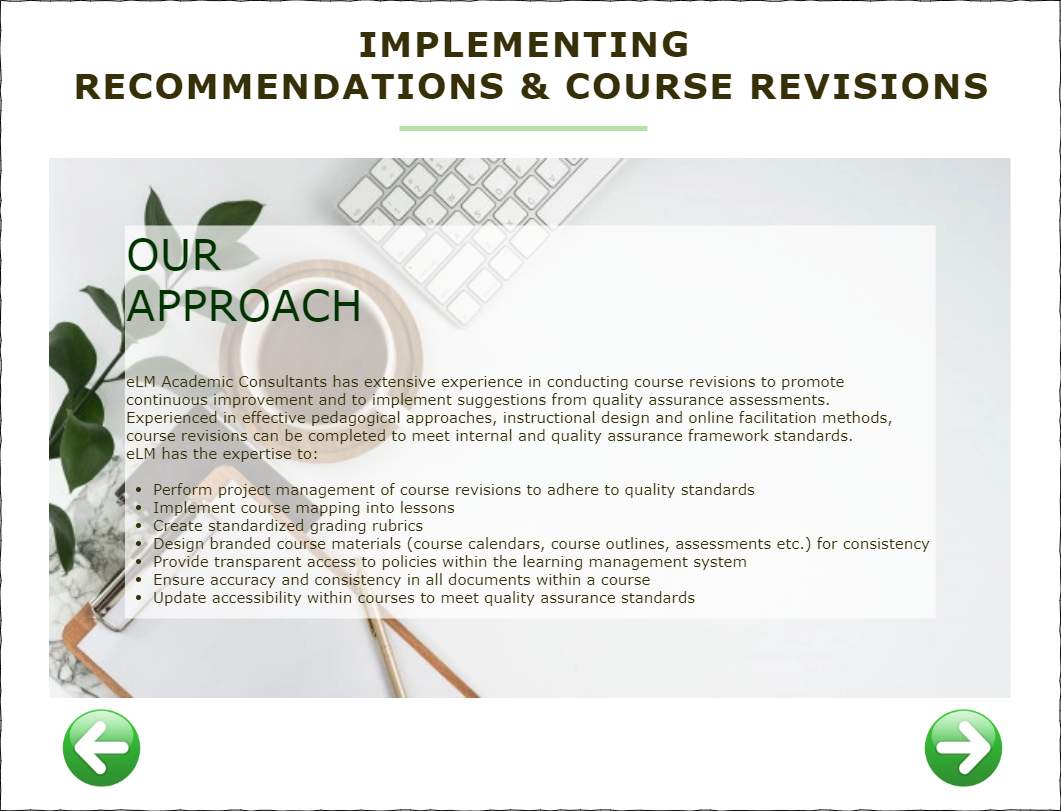 IMPLEMENTING
RECOMMENDATIONS & COURSE REVISIONS
OUR
APPROACH
eLM Academic Consultants has extensive experience in conducting course revisions to promote
continuous improvement and to implement suggestions from quality assurance assessments.
Experienced in effective pedagogical approaches, instructional design and online facilitation methods,
course revisions can be completed to meet internal and quality assurance framework standards.
eLM has the expertise to:
• Perform project management of course revisions to adhere to quality standards
• Implement course mapping into lessons
• Create standardized grading rubrics
• Design branded course materials (course calendars, course outlines, assessments etc.) for consistency
• Provide transparent access to policies within the learning management system
• Ensure accuracy and consistency in all documents within a course
• Update accessibility within courses to meet quality assurance standards